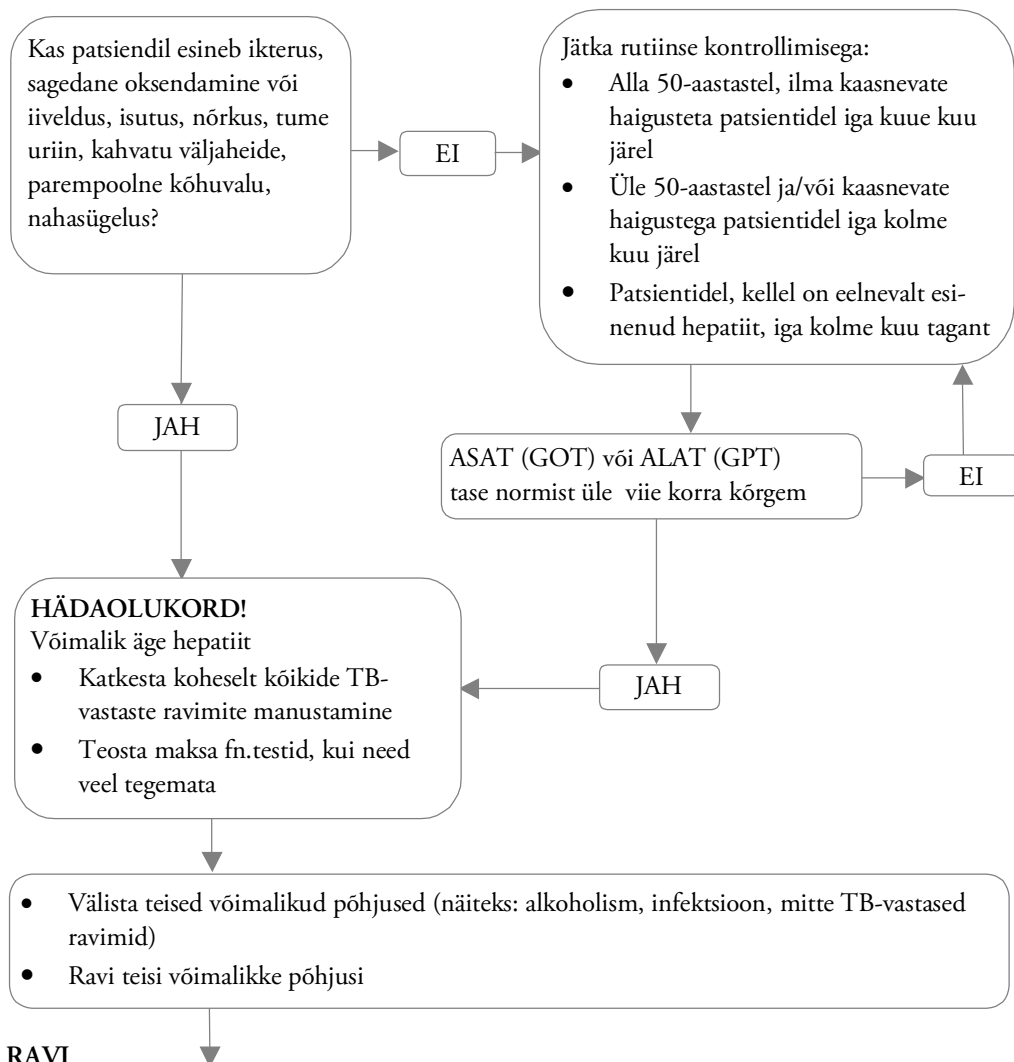 Kas patsiendil esineb ikterus,
sagedane oksendamine või
iiveldus, isutus, nõrkus, tume
uriin, kahvatu väljaheide,
parempoolne kõhuvalu,
nahasügelus?
EI
Jätka rutiinse kontrollimisega:
• Alla 50-aastastel, ilma kaasnevate
haigusteta patsientidel iga kuue kuu
järel
• Üle 50-aastastel ja/või kaasnevate
haigustega patsientidel iga kolme
kuu järel
• Patsientidel, kellel on eelnevalt esi-
nenud hepatiit, iga kolme kuu tagant
JAH
ASAT (GOT) või ALAT (GPT)
tase normist üle viie korra kõrgem
EI
JAH
HÄDAOLUKORD!
Võimalik äge hepatiit
• Katkesta koheselt kõikide TB-
vastaste ravimite manustamine
• Teosta maksa fn.testid, kui need
veel tegemata
• Välista teised võimalikud põhjused (näiteks: alkoholism, infektsioon, mitte TB-vastased
ravimid)
• Ravi teisi võimalikke põhjusi
RAVI